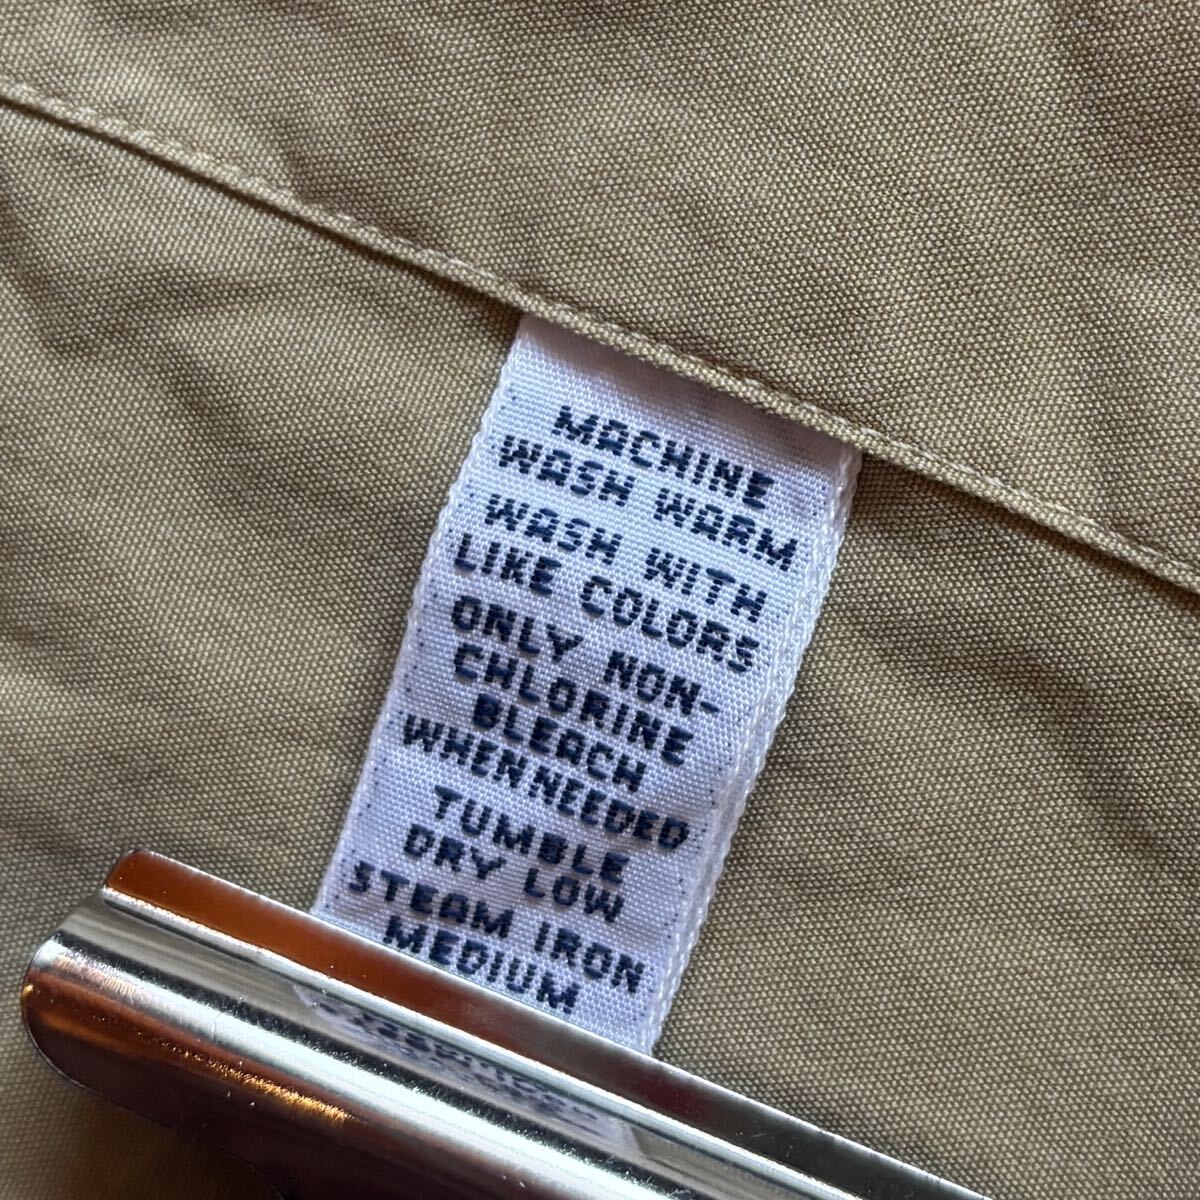 MACHINE
WASH WARM
WASH WITH
LIKE COLORS
ONLY NON-
CHLORINE
BLEACH
WHEN NEEDED
TUMBLE
DRY LOW
STEAM IRON
MEDIUM